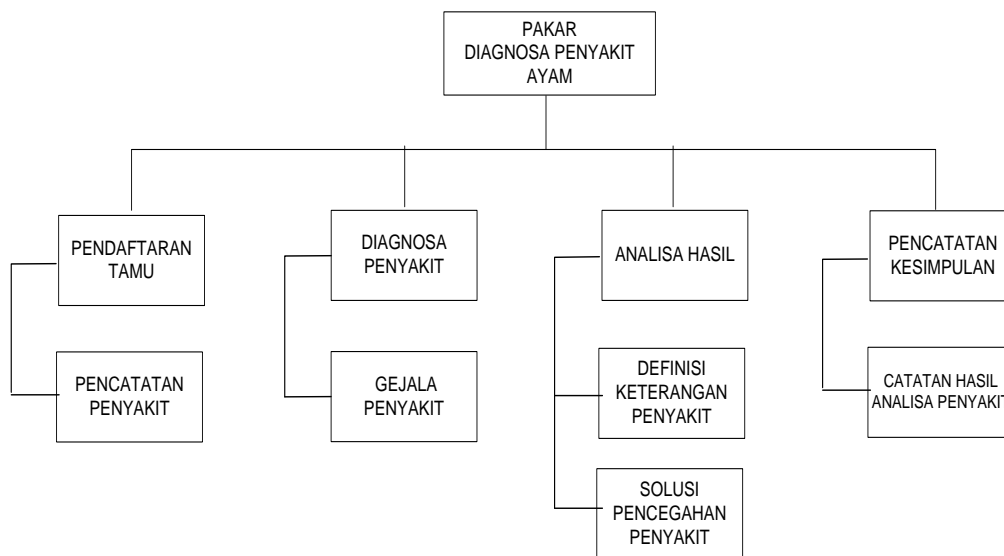 PAKAR
DIAGNOSA PENYAKIT
AYAM
PENDAFTARAN
TAMU
DIAGNOSA
PENYAKIT
ANALISA HASIL
PENCATATAN
KESIMPULAN
PENCATATAN
PENYAKIT
GEJALA
PENYAKIT
DEFINISI
KETERANGAN
PENYAKIT
CATATAN HASIL
ANALISA PENYAKIT
SOLUSI
PENCEGAHAN
PENYAKIT